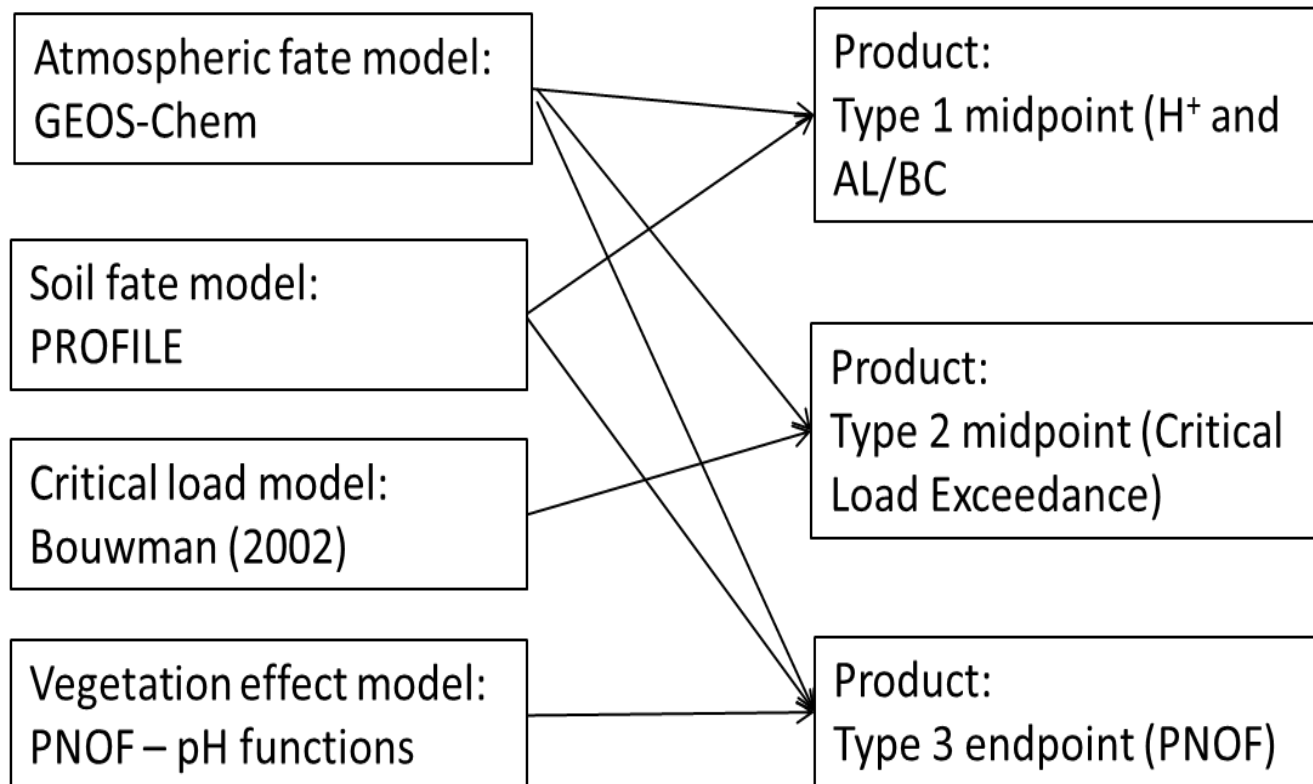 Atmospheric fate model:
GEOS-Chem
Soil fate model:
PROFILE
Critical load model:
Bouwman (2002)
Vegetation effect model:
PNOF – pH functions
Product:
Type 1 midpoint (H⁺ and
AL/BC
Product:
Type 2 midpoint (Critical
Load Exceedance)
Product:
Type 3 endpoint (PNOF)